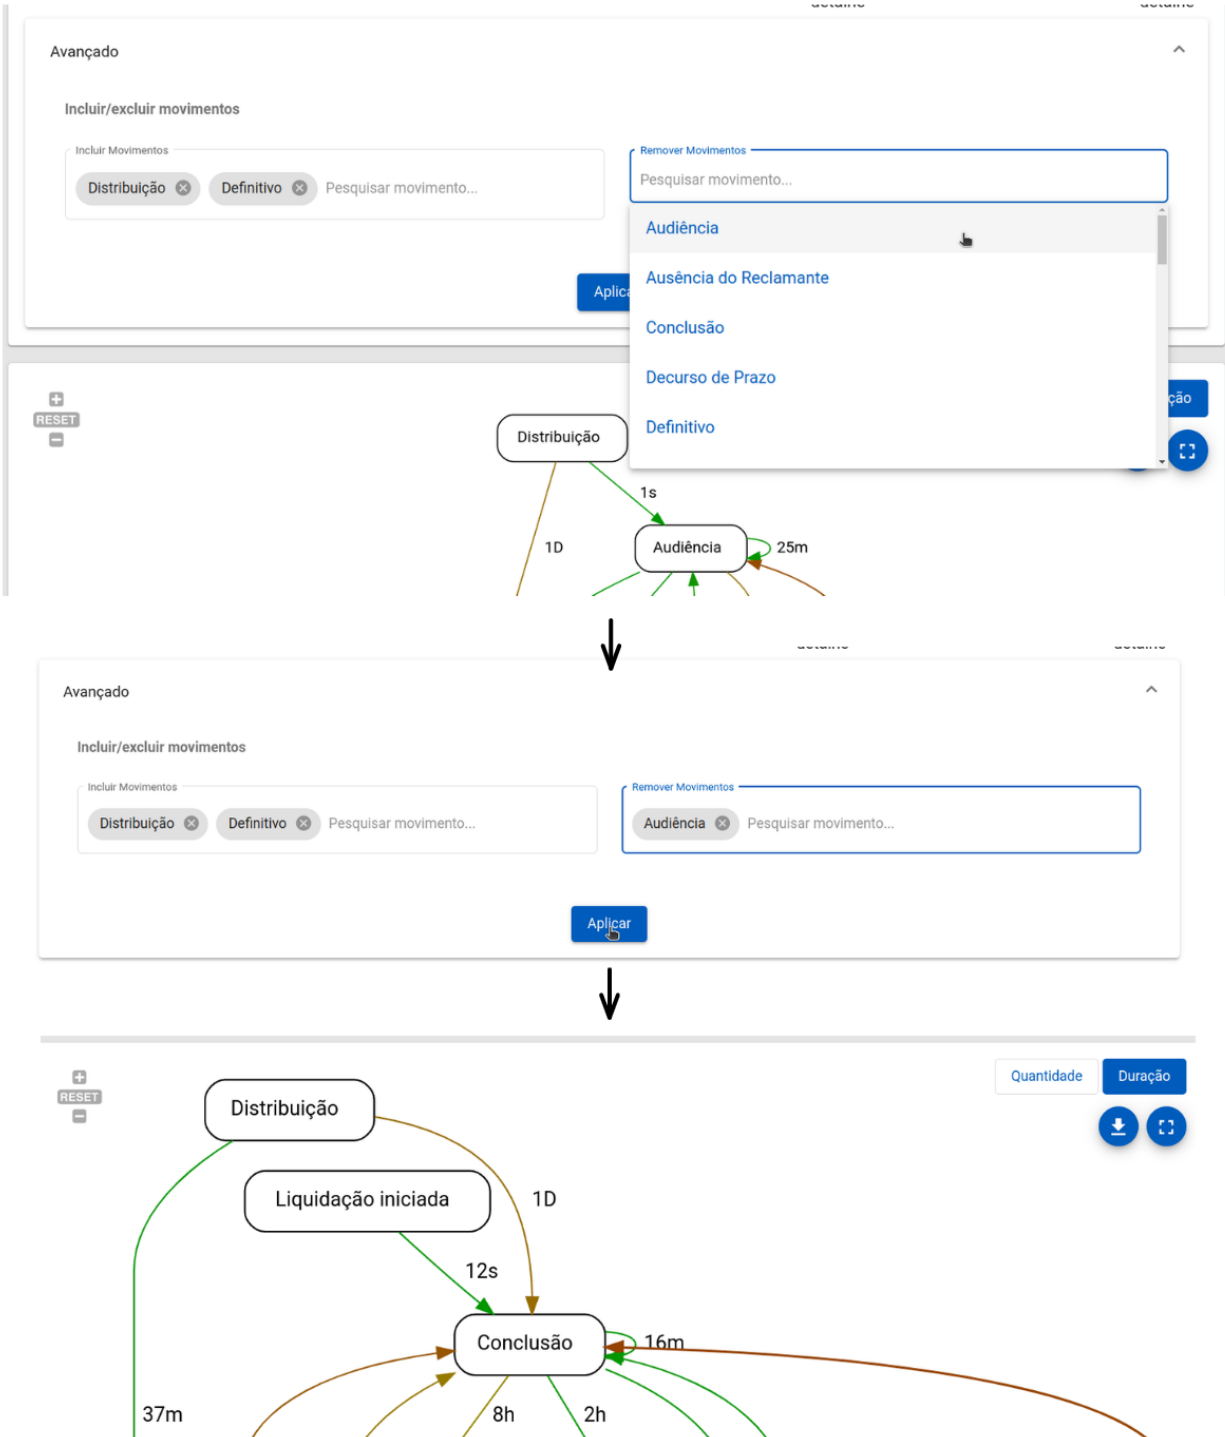 Avançado
Incluir/excluir movimentos
Incluir Movimentos
Remover Movimentos
Distribuição Definitivo Pesquisar movimento...
Pesquisar movimento...
Audiência
Ausência do Reclamante
Conclusão
Decurso de Prazo
Definitivo
RESET
Distribuição
1s
1D
Audiência
25m
Avançado
Incluir/excluir movimentos
Incluir Movimentos
Remover Movimentos
Distribuição Definitivo Pesquisar movimento...
Audiência Pesquisar movimento...
Aplicar
RESET
Quantidade Duração
Distribuição
Liquidação iniciada
1D
12s
Conclusão
16m
37m
8h
2h